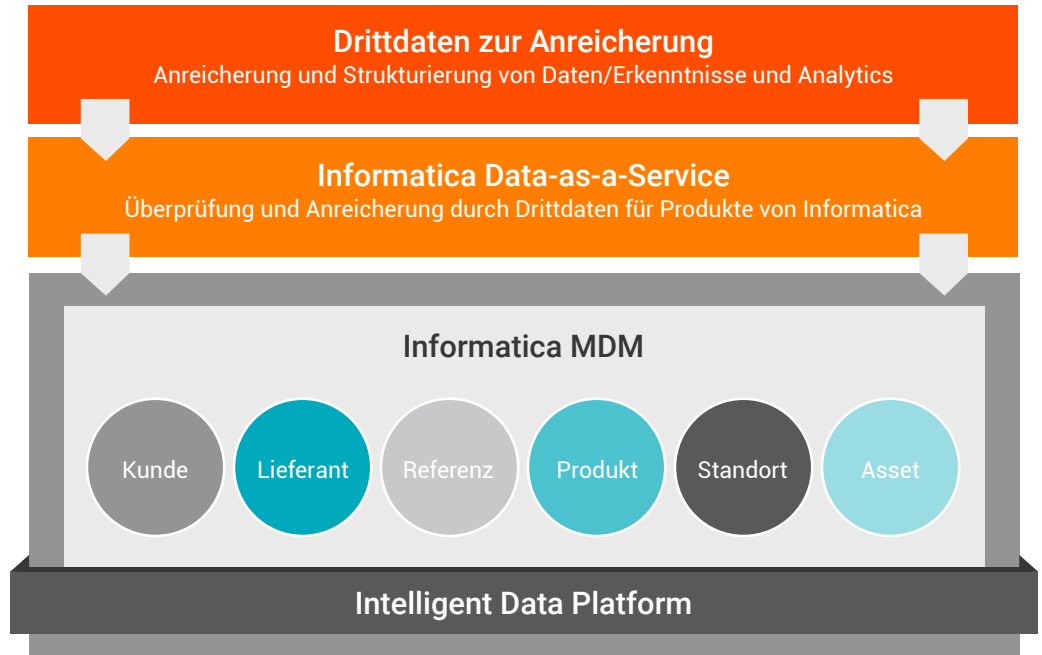 Drittdaten zur Anreicherung
Anreicherung und Strukturierung von Daten/Erkenntnisse und Analytics
Informatica Data-as-a-Service
Überprüfung und Anreicherung durch Drittdaten für Produkte von Informatica
Informatica MDM
Kunde
Lieferant
Referenz
Produkt
Standort
Asset
Intelligent Data Platform